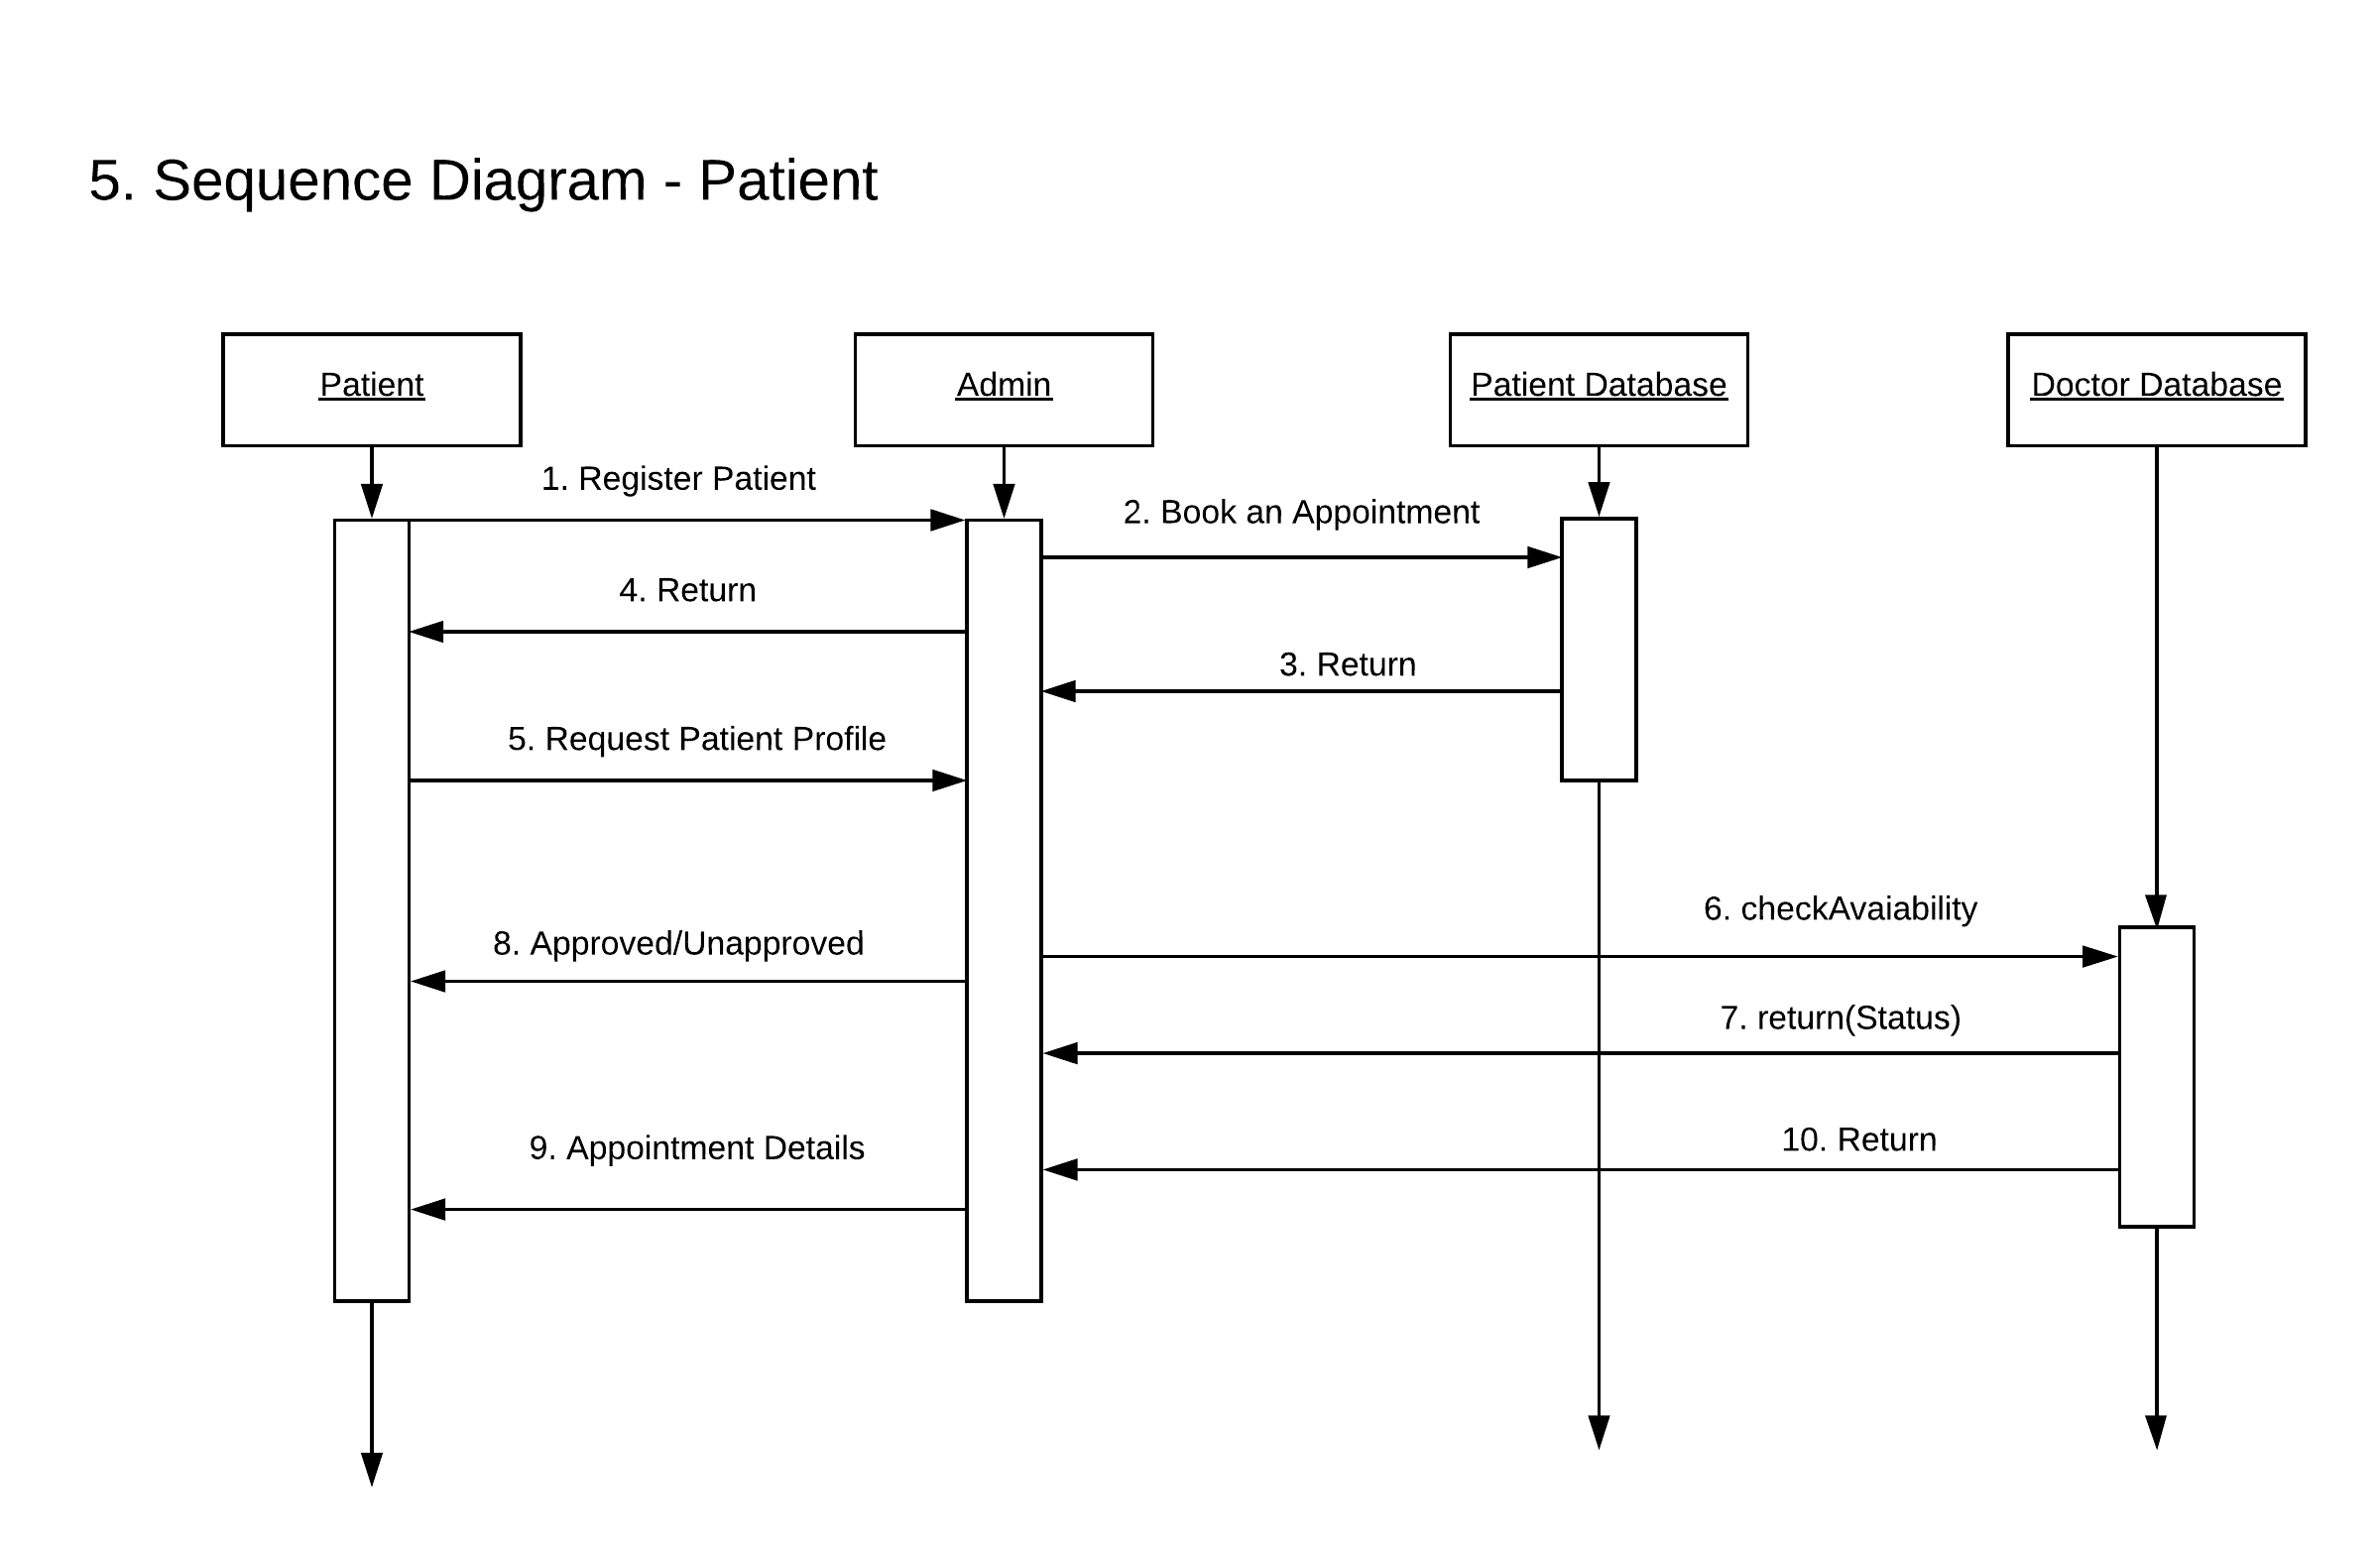 5. Sequence Diagram - Patient
Patient
Admin
Patient Database
Doctor Database
1. Register Patient
2. Book an Appointment
4. Return
3. Return
5. Request Patient Profile
6. checkAvaiability
8. Approved/Unapproved
7. return(Status)
10. Return
9. Appointment Details